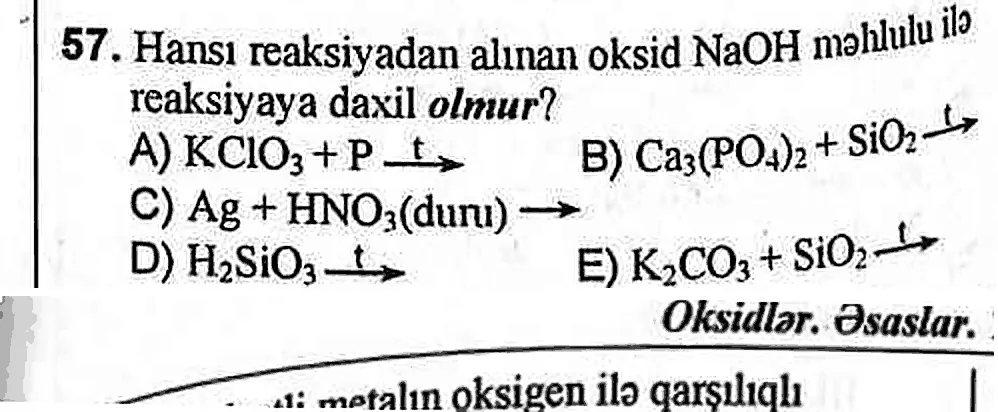 57. Hansı reaksiyadan alınan oksid NaOH məhlulu ilə
reaksiyaya daxil olmur?
A) KClO₃ + P —t→ B) Ca₃(PO₄)₂ + SiO₂ —t→
C) Ag + HNO₃(duru) →
D) H₂SiO₃ —t→ E) K₂CO₃ + SiO₂ —t→
Oksidlər. Əsaslar.
metalın oksigen ilə qarşılıqlı